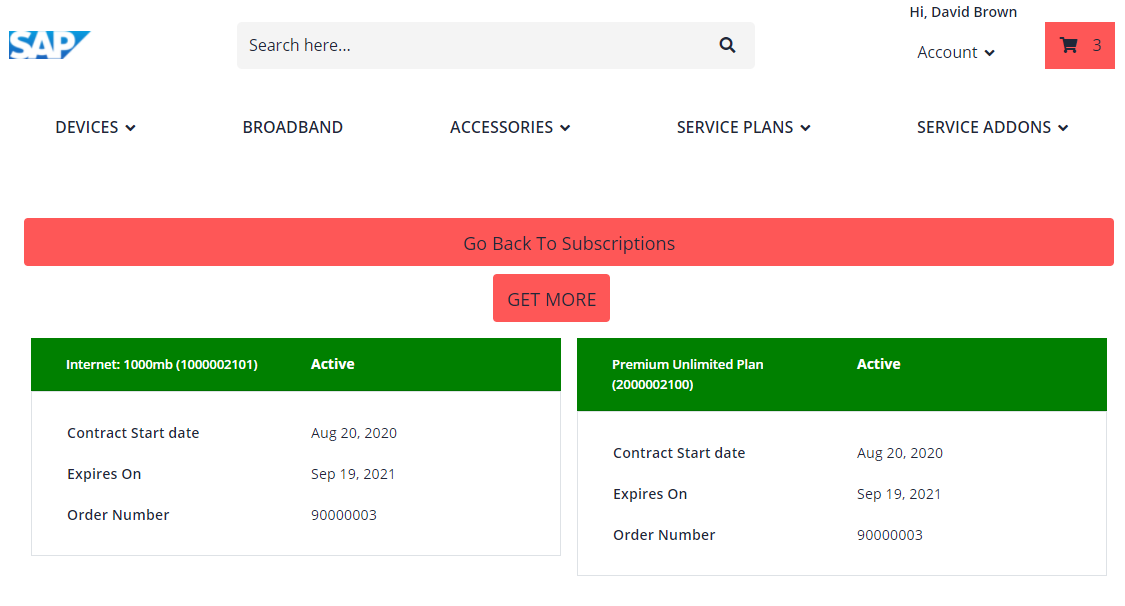 Hi, David Brown
SAP
Search here...
Account
3
DEVICES
BROADBAND
ACCESSORIES
SERVICE PLANS
SERVICE ADDONS
Go Back To Subscriptions
GET MORE
Internet: 1000mb (1000002101)
Active
Contract Start date
Aug 20, 2020
Expires On
Sep 19, 2021
Order Number
90000003
Premium Unlimited Plan
(2000002100)
Active
Contract Start date
Aug 20, 2020
Expires On
Sep 19, 2021
Order Number
90000003